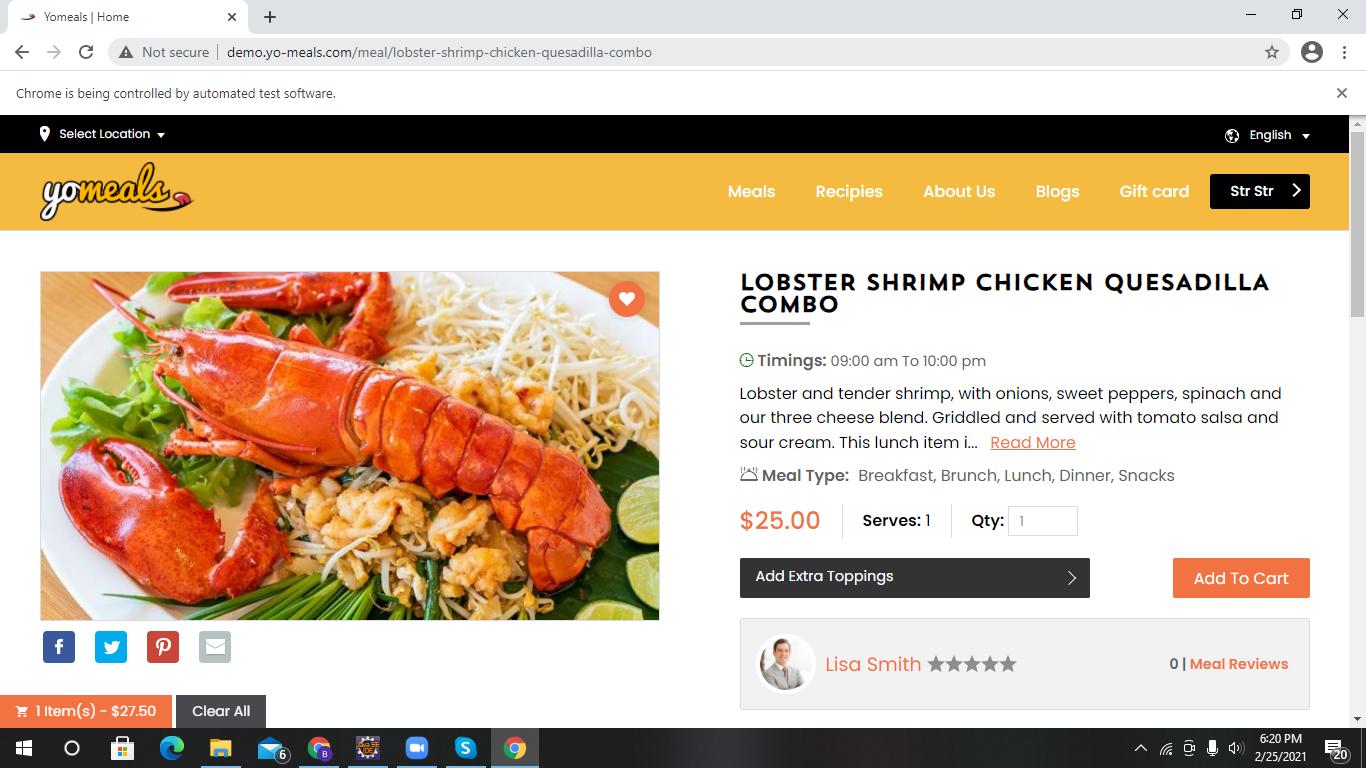 Yomeals | Home
Not secure | demo.yo-meals.com/meal/lobster-shrimp-chicken-quesadilla-combo
Chrome is being controlled by automated test software.
Select Location
English
yomeals
Meals
Recipies
About Us
Blogs
Gift card
Str Str
LOBSTER SHRIMP CHICKEN QUESADILLA
COMBO
Timings: 09:00 am To 10:00 pm
Lobster and tender shrimp, with onions, sweet peppers, spinach and
our three cheese blend. Griddled and served with tomato salsa and
sour cream. This lunch item i... Read More
Meal Type: Breakfast, Brunch, Lunch, Dinner, Snacks
$25.00
Serves: 1
Qty: 1
Add Extra Toppings
Add To Cart
Lisa Smith
0 | Meal Reviews
1 Item(s) - $27.50
Clear All
6
B
6:20 PM
2/25/2021
20